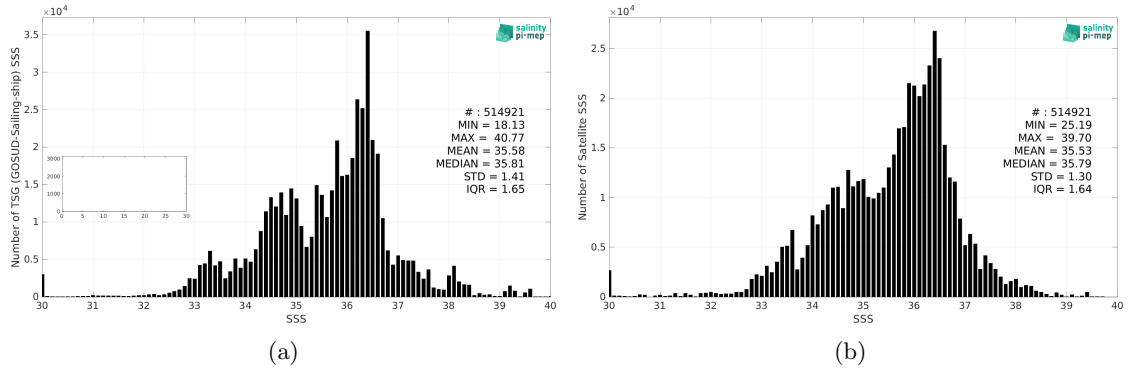 ×10⁴
3.5
3
2.5
2
1.5
1
0.5
0
Number of TSG (GOSUD-Sailing-ship) SSS
salinity
pi-mep
# : 514921
MIN = 18.13
MAX = 40.77
MEAN = 35.58
MEDIAN = 35.81
STD = 1.41
IQR = 1.65
3000
2000
1000
0
0 5 10 15 20 25 30
30 31 32 33 34 35 36 37 38 39 40
SSS
(a)
×10⁴
2.5
2
1.5
1
0.5
0
Number of Satellite SSS
salinity
pi-mep
# : 514921
MIN = 25.19
MAX = 39.70
MEAN = 35.53
MEDIAN = 35.79
STD = 1.30
IQR = 1.64
30 31 32 33 34 35 36 37 38 39 40
SSS
(b)